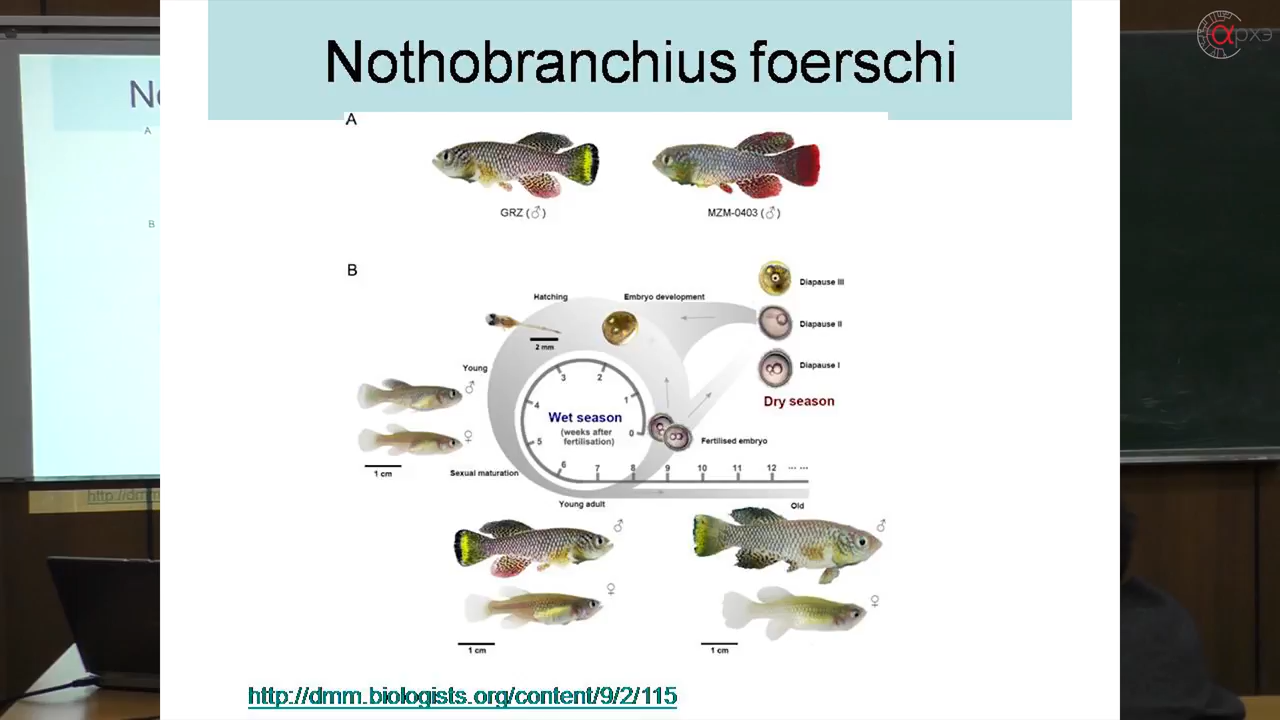 Nothobranchius foerschi
αрхэ
A
GRZ (♂)
MZM-0403 (♂)
B
Hatching
Embryo development
Diapause III
Diapause II
Diapause I
Dry season
2 mm
Young
♂
♀
1 cm
Wet season
(weeks after
fertilisation)
0
1
2
3
4
5
6
7
8
9
10
11
12
... ...
Fertilised embryo
Sexual maturation
Young adult
Old
♂
♀
1 cm
♂
♀
1 cm
http://dmm.biologists.org/content/9/2/115
A
B
http://dmm